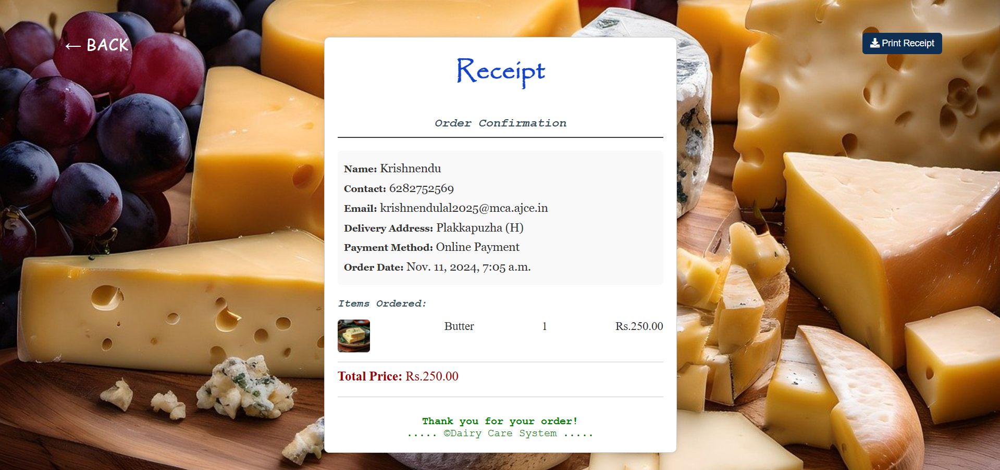 ← BACK
Print Receipt
Receipt
Order Confirmation
Name: Krishnendu
Contact: 6282752569
Email: krishnendulal2025@mca.ajce.in
Delivery Address: Plakkapuzha (H)
Payment Method: Online Payment
Order Date: Nov. 11, 2024, 7:05 a.m.
Items Ordered:
Butter 1 Rs.250.00
Total Price: Rs.250.00
Thank you for your order!
..... ©Dairy Care System .....